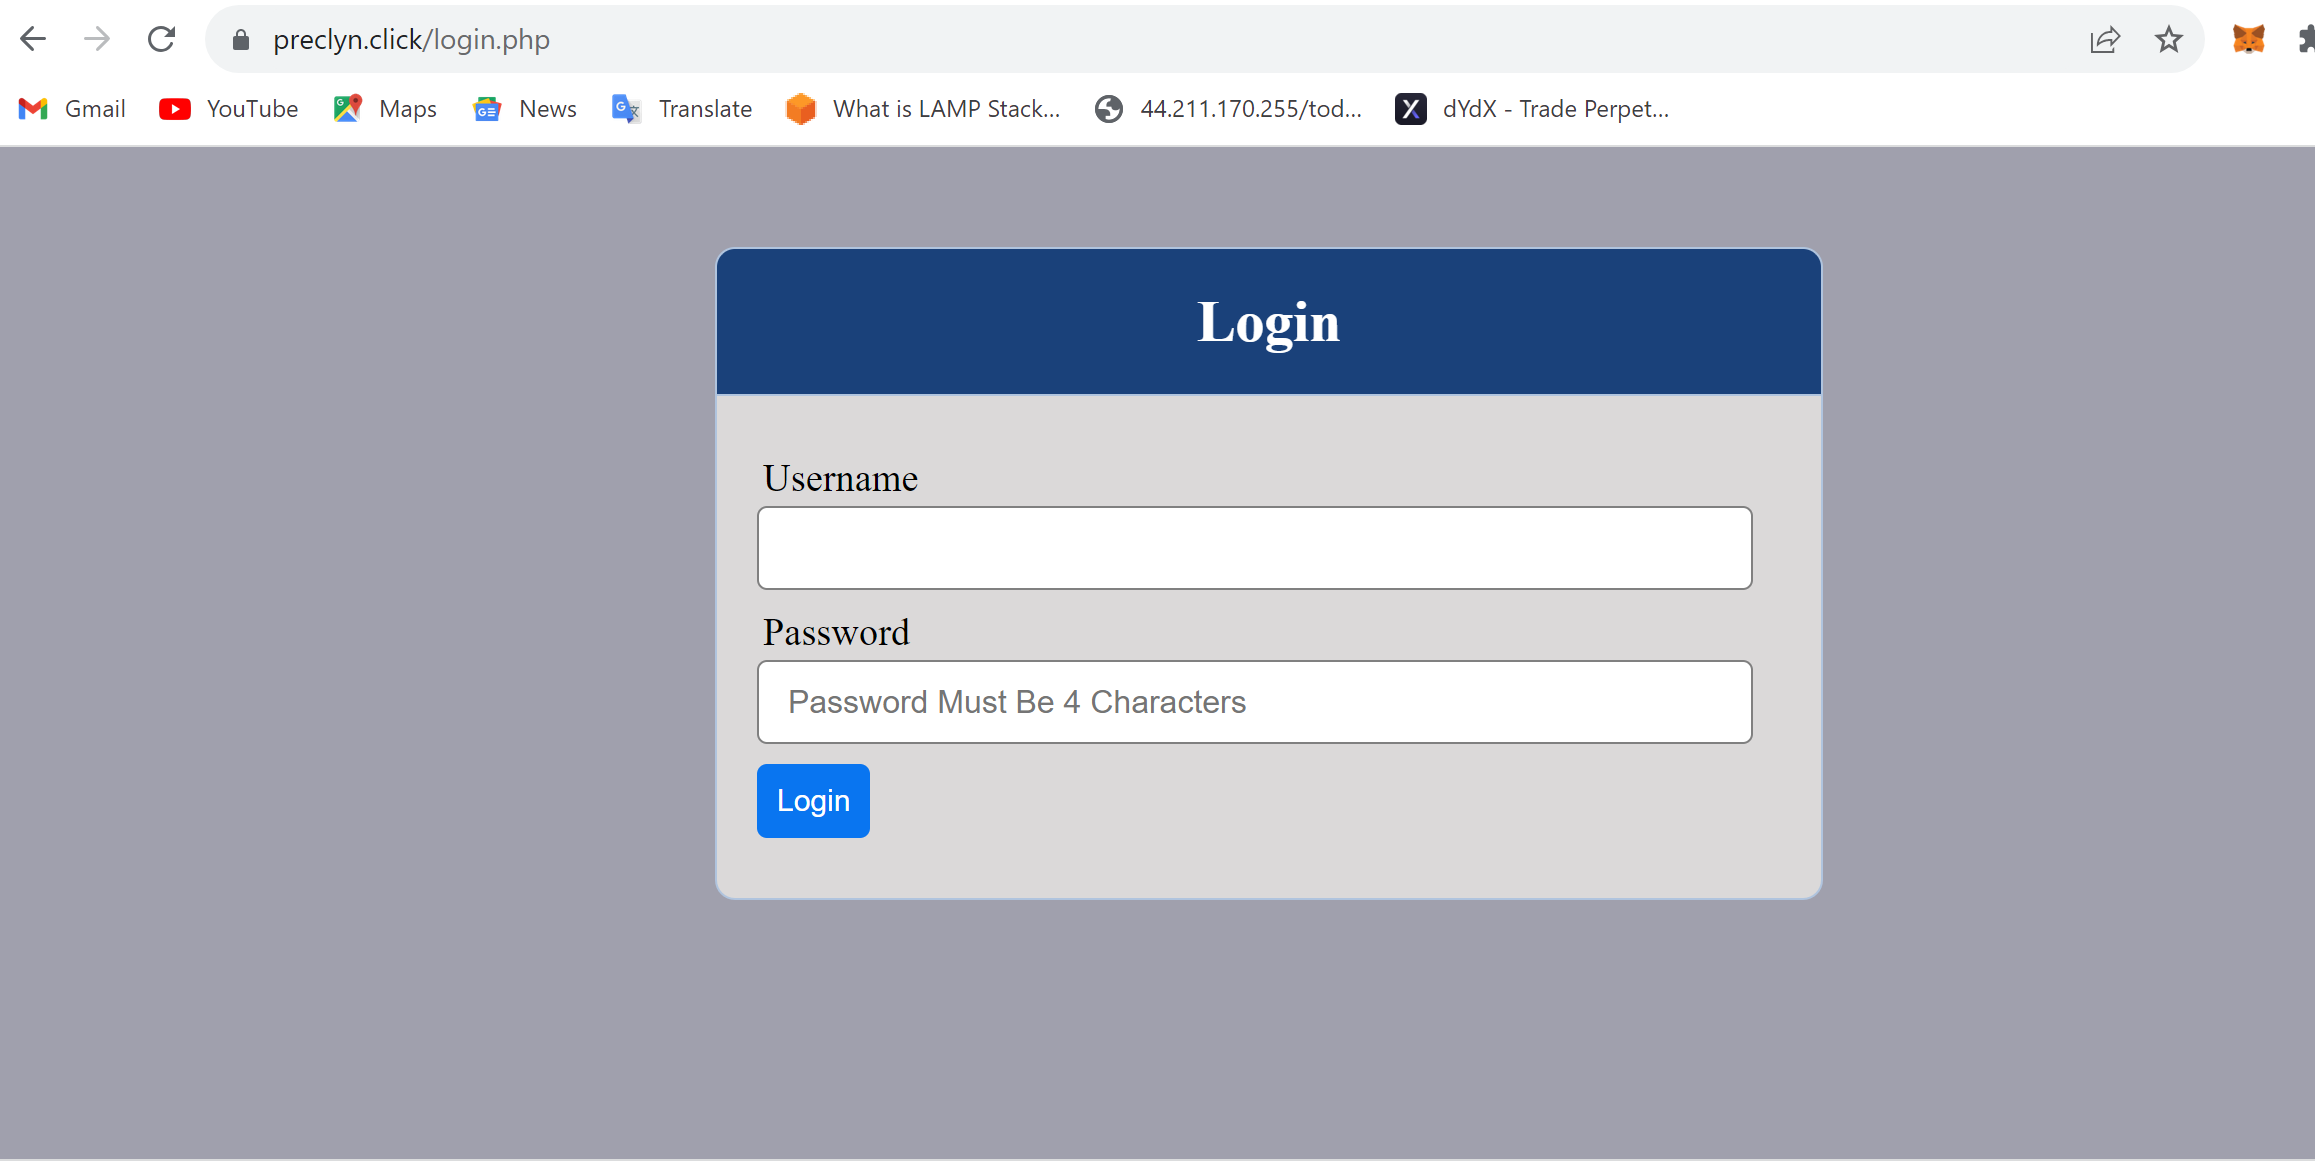 preclyn.click/login.php
Gmail YouTube Maps News Translate What is LAMP Stack... 44.211.170.255/tod... dYdX - Trade Perpet...
Login
Username
Password
Password Must Be 4 Characters
Login